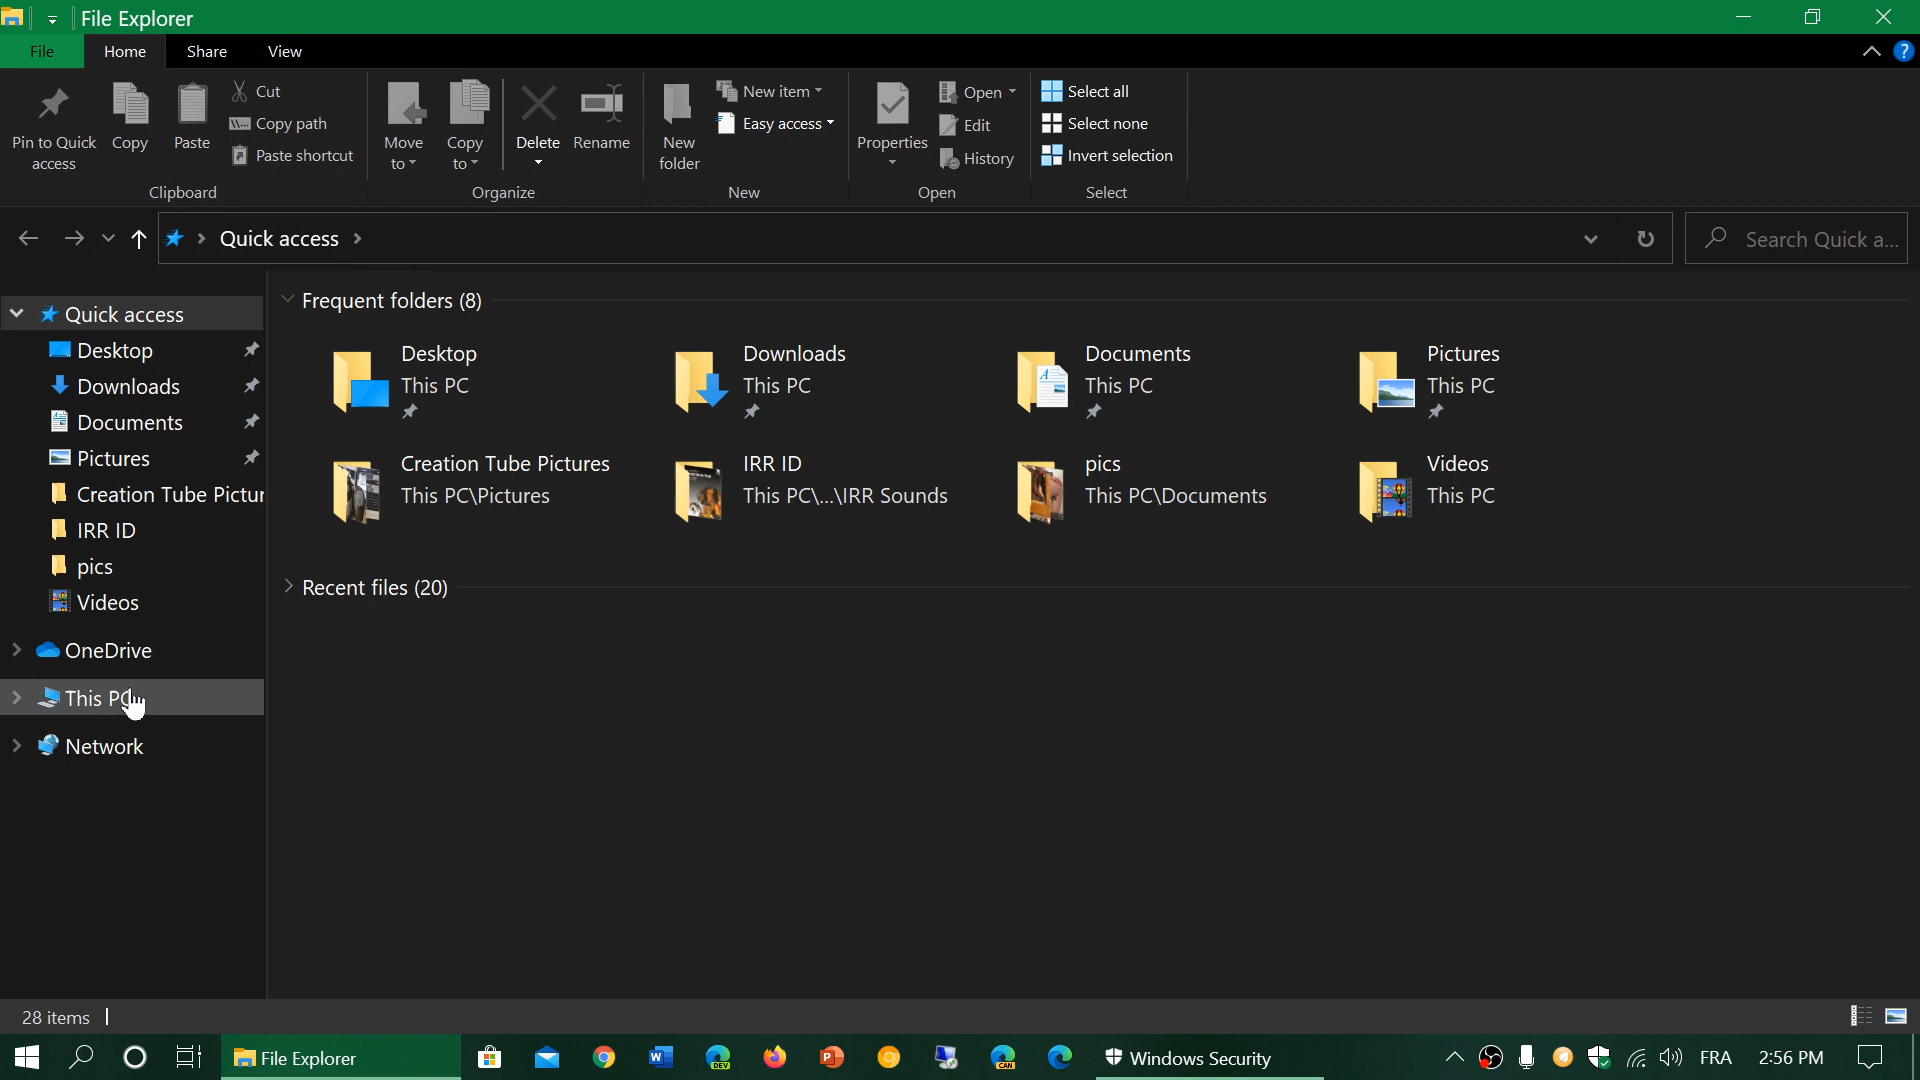 File Explorer
File Home Share View
Pin to Quick access
Copy
Paste
Cut
Copy path
Paste shortcut
Clipboard
Move to
Copy to
Delete
Rename
Organize
New folder
New item
Easy access
New
Properties
Open
Edit
History
Open
Select all
Select none
Invert selection
Select
Quick access
Search Quick a...
Quick access
Desktop
Downloads
Documents
Pictures
Creation Tube Pictur
IRR ID
pics
Videos
OneDrive
This PC
Network
Frequent folders (8)
Desktop
This PC
Downloads
This PC
Documents
This PC
Pictures
This PC
Creation Tube Pictures
This PC\Pictures
IRR ID
This PC\...\IRR Sounds
pics
This PC\Documents
Videos
This PC
Recent files (20)
28 items
File Explorer
DEV
CAN
Windows Security
FRA
2:56 PM